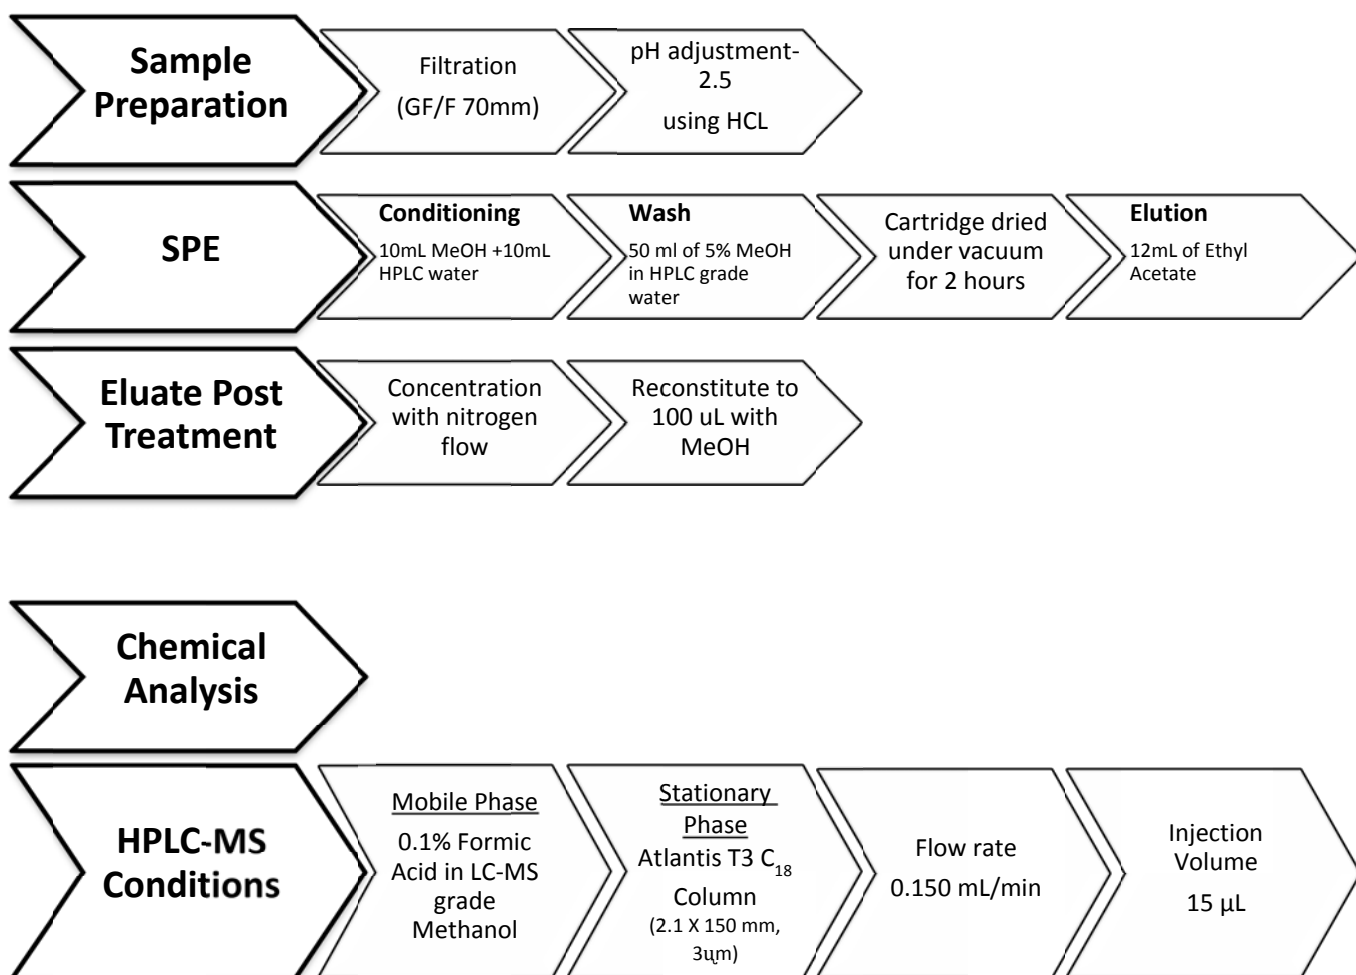 Sample
Preparation
Filtration
(GF/F 70mm)
pH adjustment-
2.5
using HCL
SPE
Conditioning
10mL MeOH +10mL
HPLC water
Wash
50 ml of 5% MeOH
in HPLC grade
water
Cartridge dried
under vacuum
for 2 hours
Elution
12mL of Ethyl
Acetate
Eluate Post
Treatment
Concentration
with nitrogen
flow
Reconstitute to
100 uL with
MeOH
Chemical
Analysis
HPLC-MS
Conditions
Mobile Phase
0.1% Formic
Acid in LC-MS
grade
Methanol
Stationary
Phase
Atlantis T3 C18
Column
(2.1 X 150 mm,
3um)
Flow rate
0.150 mL/min
Injection
Volume
15 µL